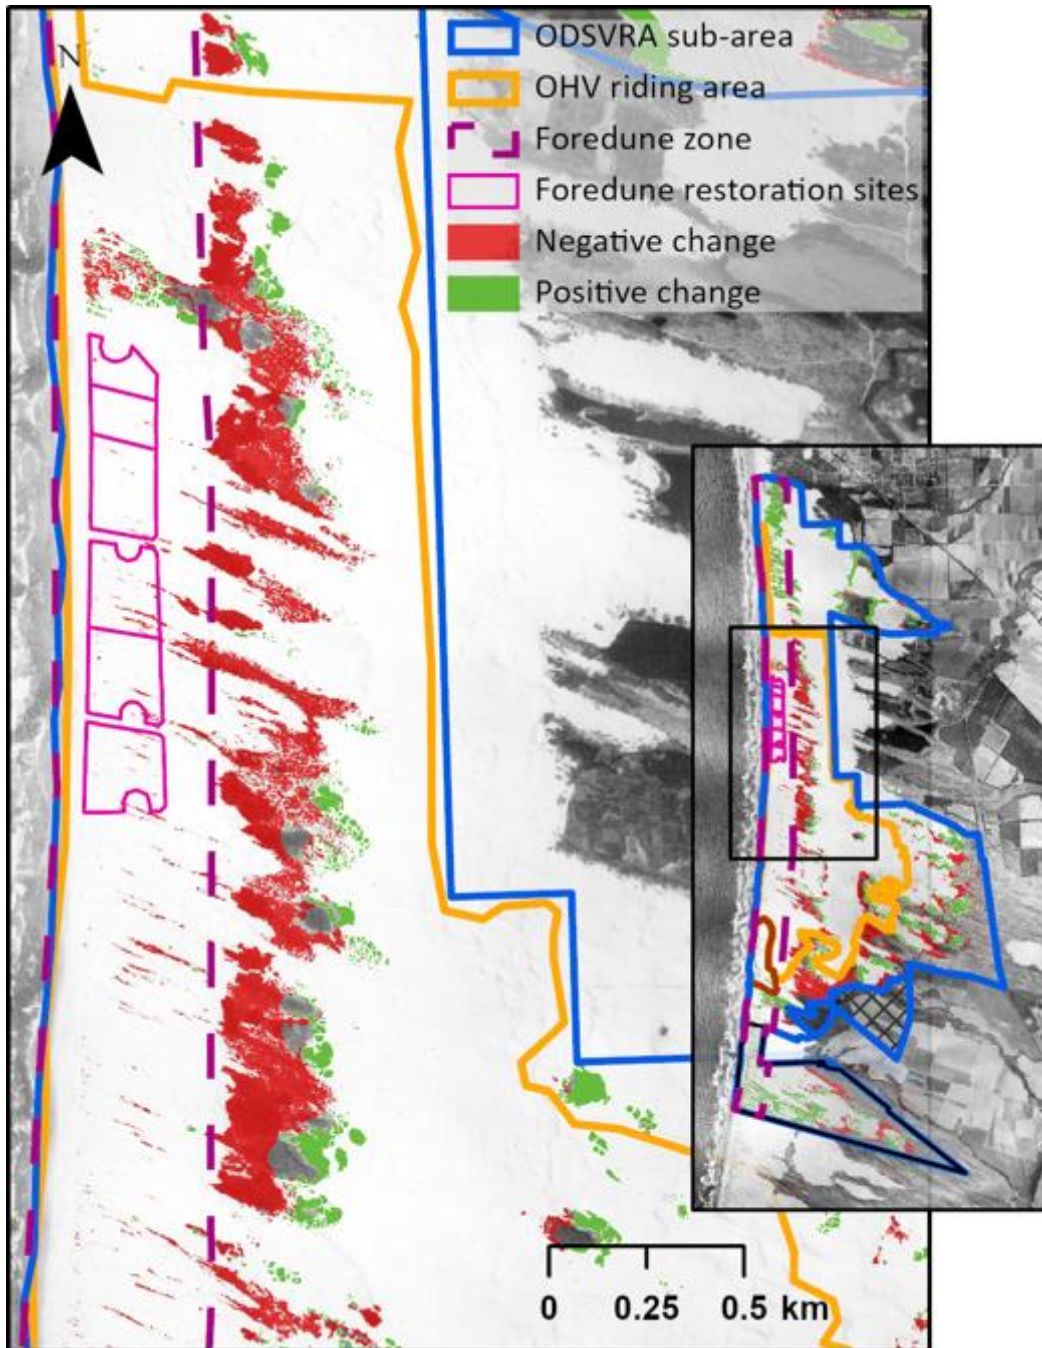 N
ODSVRA sub-area
OHV riding area
Foredune zone
Foredune restoration sites
Negative change
Positive change
0 0.25 0.5 km